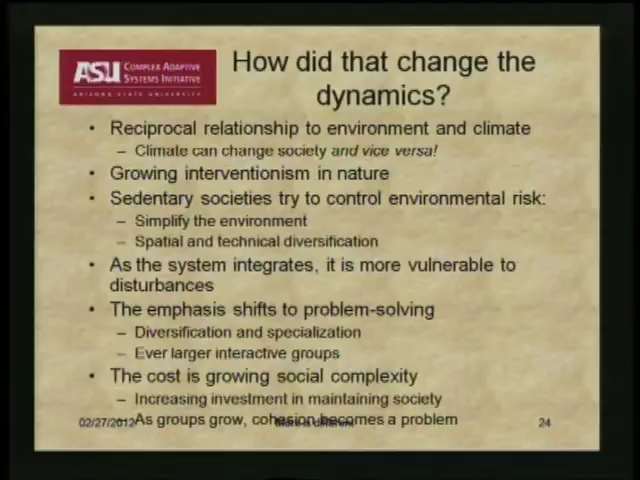 ASU COMPLEX ADAPTIVE
SYSTEMS INITIATIVE
ARIZONA STATE UNIVERSITY
How did that change the
dynamics?
• Reciprocal relationship to environment and climate
– Climate can change society and vice versa!
• Growing interventionism in nature
• Sedentary societies try to control environmental risk:
– Simplify the environment
– Spatial and technical diversification
• As the system integrates, it is more vulnerable to
disturbances
• The emphasis shifts to problem-solving
– Diversification and specialization
– Ever larger interactive groups
• The cost is growing social complexity
– Increasing investment in maintaining society
– As groups grow, cohesion becomes a problem
02/27/2012
24